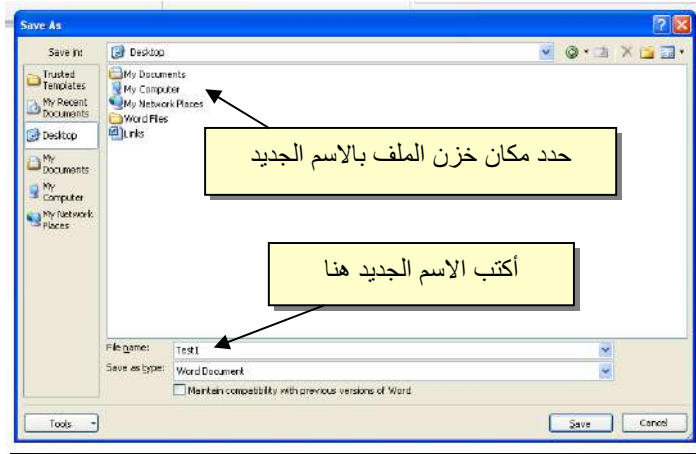 Save As
Save in:
Desktop
Trusted
Templates
My Recent
Documents
Desktop
My
Documents
My
Computer
My Network
Places
My Documents
My Computer
My Network Places
Word Files
Links
حدد مكان خزن الملف بالاسم الجديد
أكتب الاسم الجديد هنا
File name:
Test1
Save as type:
Word Document
Maintain compatibility with previous versions of Word
Tools
Save
Cancel